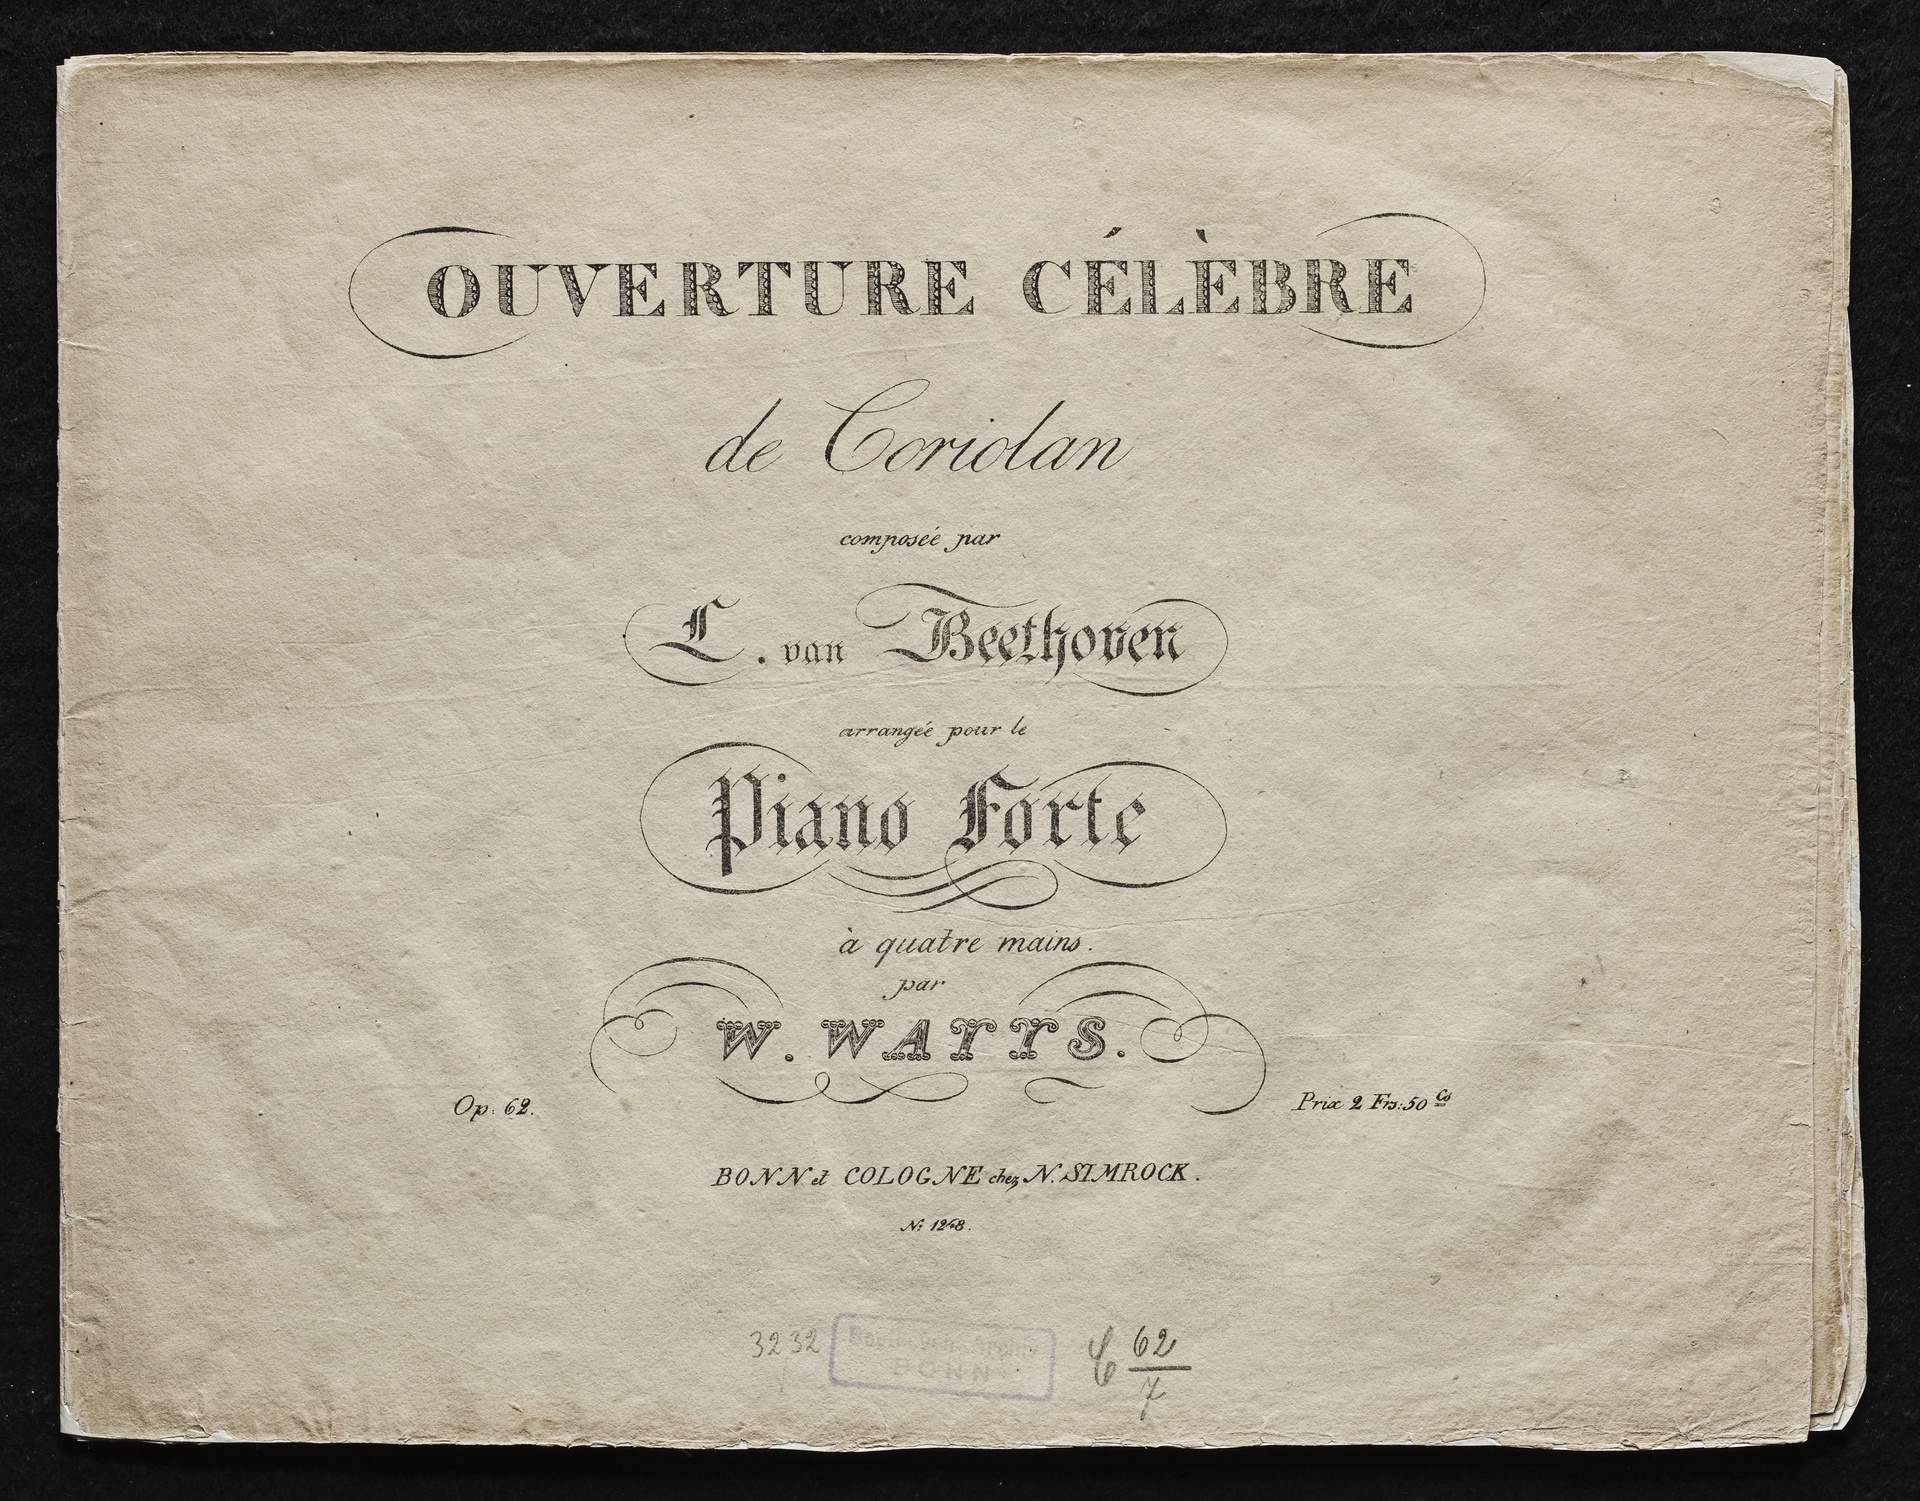 OUVERTURE CÉLÈBRE
de Coriolan
composée par
L. van Beethoven
arrangée pour le
Piano Forte
à quatre mains.
par
W. WATTS.
Op: 62.
Prix 2 Frs: 50 Cs
BONN et COLOGNE chez N. SIMROCK.
No: 1248.
3232
BONN
C 62
7